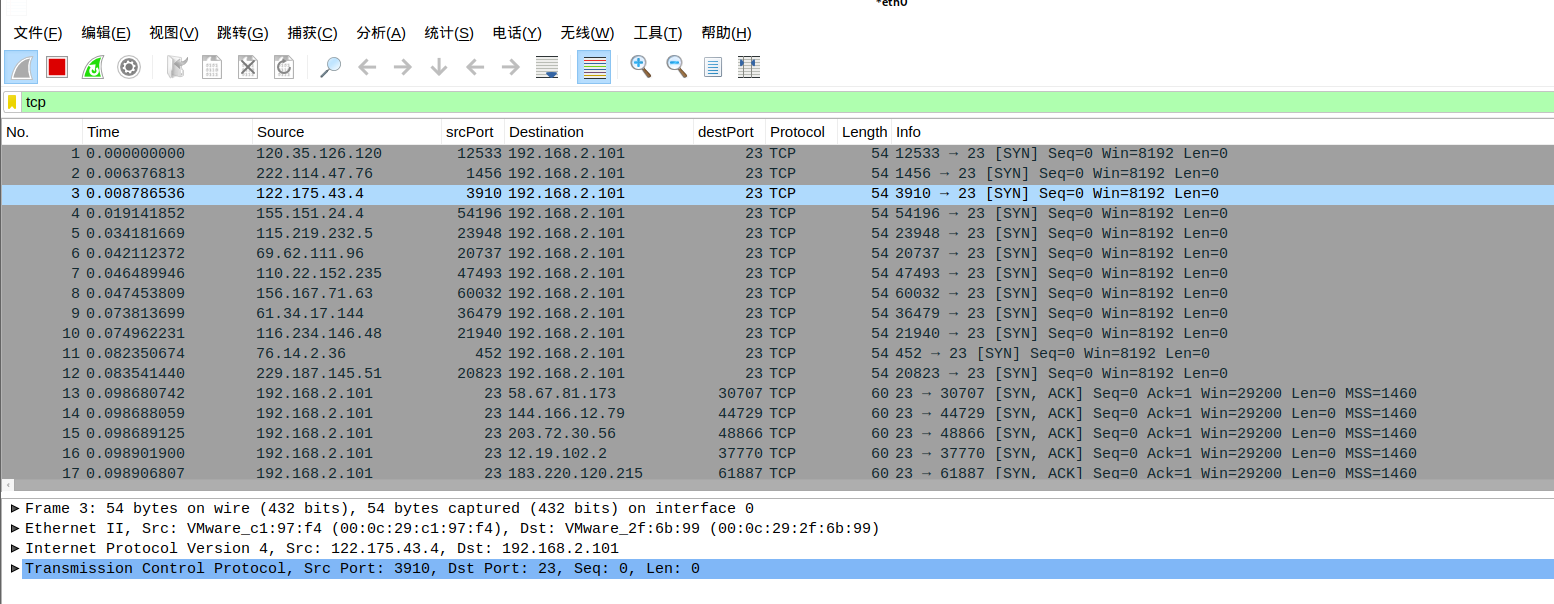 *eth0
文件(F) 编辑(E) 视图(V) 跳转(G) 捕获(C) 分析(A) 统计(S) 电话(Y) 无线(W) 工具(T) 帮助(H)
tcp
No. Time Source srcPort Destination destPort Protocol Length Info
1 0.000000000 120.35.126.120 12533 192.168.2.101 23 TCP 54 12533 → 23 [SYN] Seq=0 Win=8192 Len=0
2 0.006376813 222.114.47.76 1456 192.168.2.101 23 TCP 54 1456 → 23 [SYN] Seq=0 Win=8192 Len=0
3 0.008786536 122.175.43.4 3910 192.168.2.101 23 TCP 54 3910 → 23 [SYN] Seq=0 Win=8192 Len=0
4 0.019141852 155.151.24.4 54196 192.168.2.101 23 TCP 54 54196 → 23 [SYN] Seq=0 Win=8192 Len=0
5 0.034181669 115.219.232.5 23948 192.168.2.101 23 TCP 54 23948 → 23 [SYN] Seq=0 Win=8192 Len=0
6 0.042112372 69.62.111.96 20737 192.168.2.101 23 TCP 54 20737 → 23 [SYN] Seq=0 Win=8192 Len=0
7 0.046489946 110.22.152.235 47493 192.168.2.101 23 TCP 54 47493 → 23 [SYN] Seq=0 Win=8192 Len=0
8 0.047453809 156.167.71.63 60032 192.168.2.101 23 TCP 54 60032 → 23 [SYN] Seq=0 Win=8192 Len=0
9 0.073813699 61.34.17.144 36479 192.168.2.101 23 TCP 54 36479 → 23 [SYN] Seq=0 Win=8192 Len=0
10 0.074962231 116.234.146.48 21940 192.168.2.101 23 TCP 54 21940 → 23 [SYN] Seq=0 Win=8192 Len=0
11 0.082350674 76.14.2.36 452 192.168.2.101 23 TCP 54 452 → 23 [SYN] Seq=0 Win=8192 Len=0
12 0.083541440 229.187.145.51 20823 192.168.2.101 23 TCP 54 20823 → 23 [SYN] Seq=0 Win=8192 Len=0
13 0.098680742 192.168.2.101 23 58.67.81.173 30707 TCP 60 23 → 30707 [SYN, ACK] Seq=0 Ack=1 Win=29200 Len=0 MSS=1460
14 0.098688059 192.168.2.101 23 144.166.12.79 44729 TCP 60 23 → 44729 [SYN, ACK] Seq=0 Ack=1 Win=29200 Len=0 MSS=1460
15 0.098689125 192.168.2.101 23 203.72.30.56 48866 TCP 60 23 → 48866 [SYN, ACK] Seq=0 Ack=1 Win=29200 Len=0 MSS=1460
16 0.098901900 192.168.2.101 23 12.19.102.2 37770 TCP 60 23 → 37770 [SYN, ACK] Seq=0 Ack=1 Win=29200 Len=0 MSS=1460
17 0.098906807 192.168.2.101 23 183.220.120.215 61887 TCP 60 23 → 61887 [SYN, ACK] Seq=0 Ack=1 Win=29200 Len=0 MSS=1460
Frame 3: 54 bytes on wire (432 bits), 54 bytes captured (432 bits) on interface 0
Ethernet II, Src: VMware_c1:97:f4 (00:0c:29:c1:97:f4), Dst: VMware_2f:6b:99 (00:0c:29:2f:6b:99)
Internet Protocol Version 4, Src: 122.175.43.4, Dst: 192.168.2.101
Transmission Control Protocol, Src Port: 3910, Dst Port: 23, Seq: 0, Len: 0